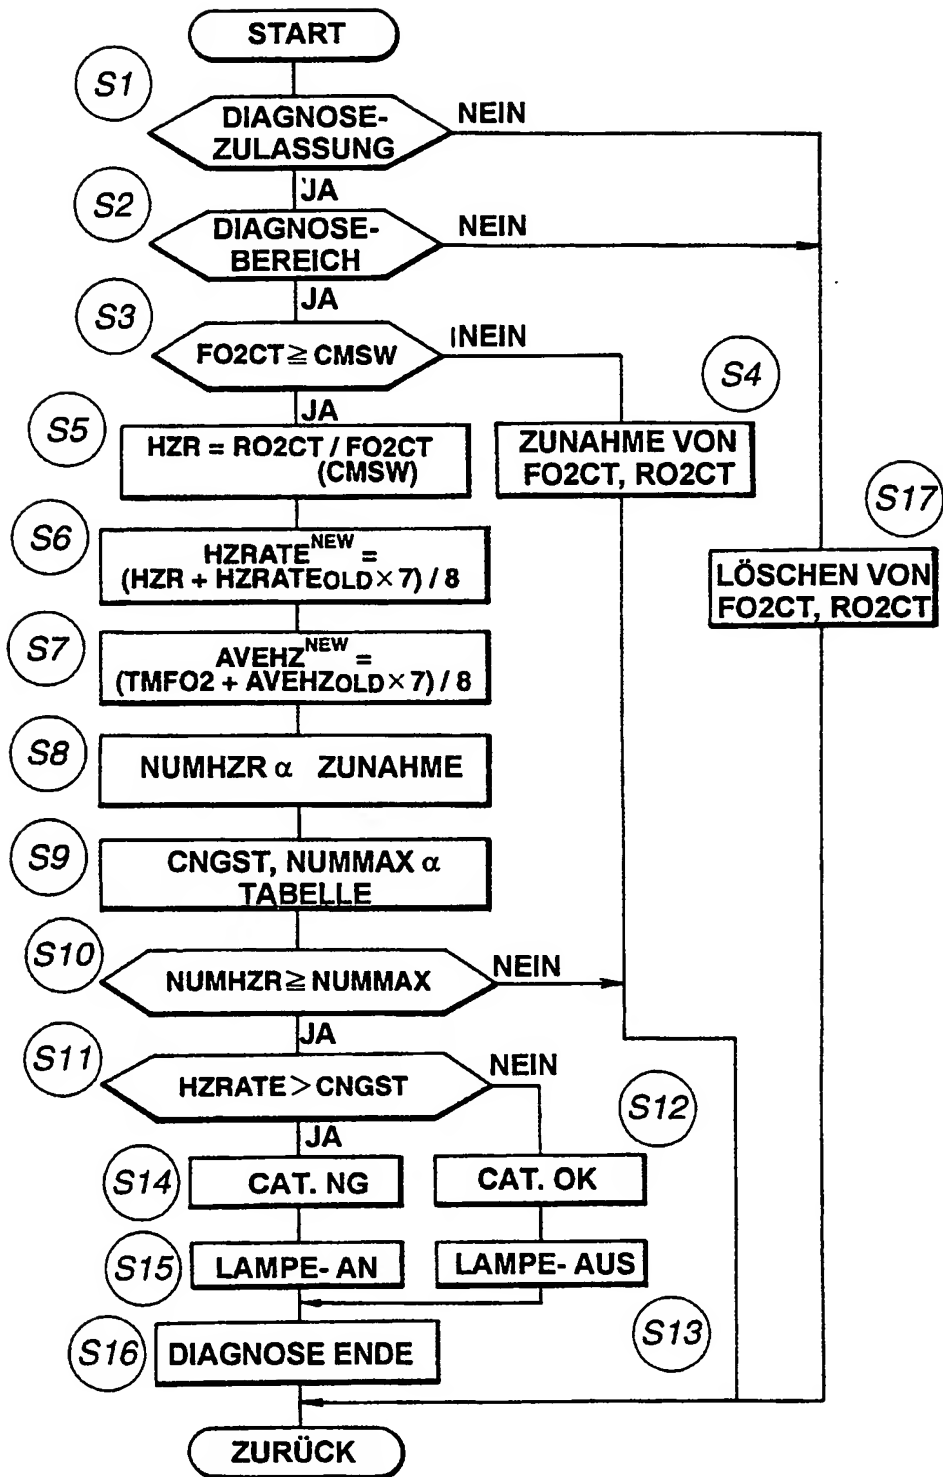 START
S1
DIAGNOSE-
ZULASSUNG
NEIN
JA
S2
DIAGNOSE-
BEREICH
NEIN
JA
S3
FO2CT ≧ CMSW
NEIN
JA
S4
ZUNAHME VON
FO2CT, RO2CT
S5
HZR = RO2CT / FO2CT
(CMSW)
S17
LÖSCHEN VON
FO2CT, RO2CT
S6
HZRATE NEW =
(HZR + HZRATEOLD × 7) / 8
S7
AVEHZ NEW =
(TMFO2 + AVEHZOLD × 7) / 8
S8
NUMHZR α ZUNAHME
S9
CNGST, NUMMAX α
TABELLE
S10
NUMHZR ≧ NUMMAX
NEIN
JA
S11
HZRATE > CNGST
NEIN
JA
S12
S14
CAT. NG
CAT. OK
S15
LAMPE- AN
LAMPE- AUS
S13
S16
DIAGNOSE ENDE
ZURÜCK